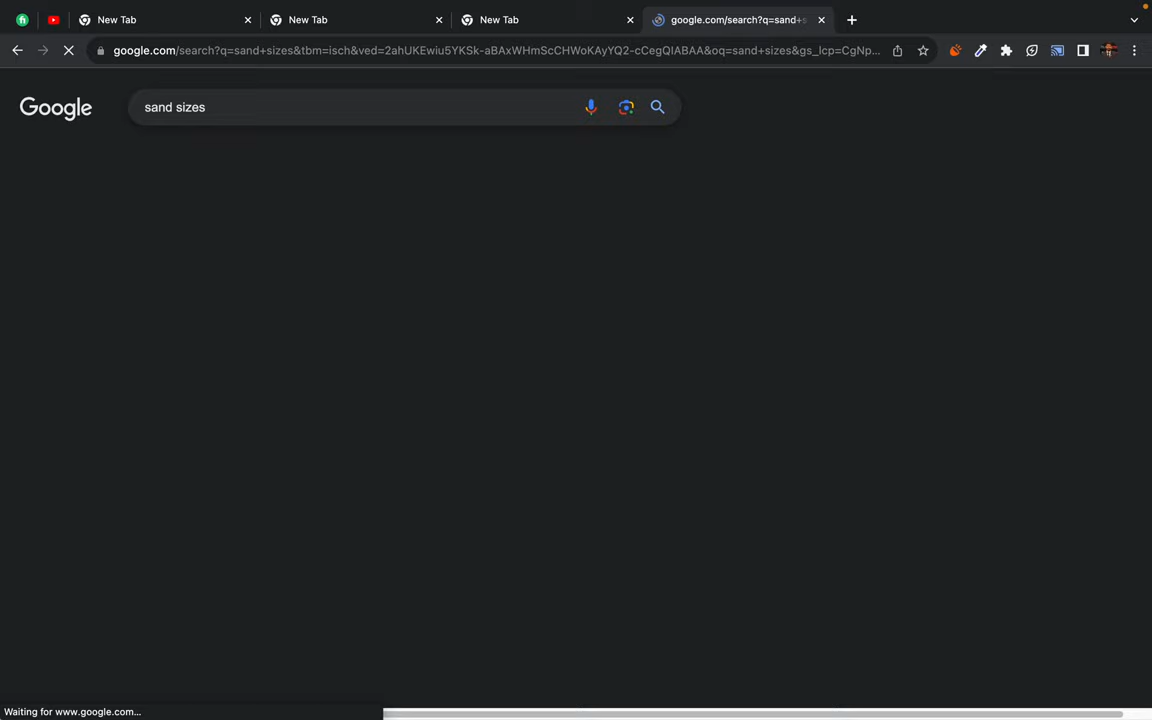 New Tab
New Tab
New Tab
google.com/search?q=sand+s
google.com/search?q=sand+sizes&tbm=isch&ved=2ahUKEwiu5YKSk-aBAxWHmScCHWoKAyYQ2-cCegQIABAA&oq=sand+sizes&gs_lcp=CgNp...
Google
sand sizes
Waiting for www.google.com...